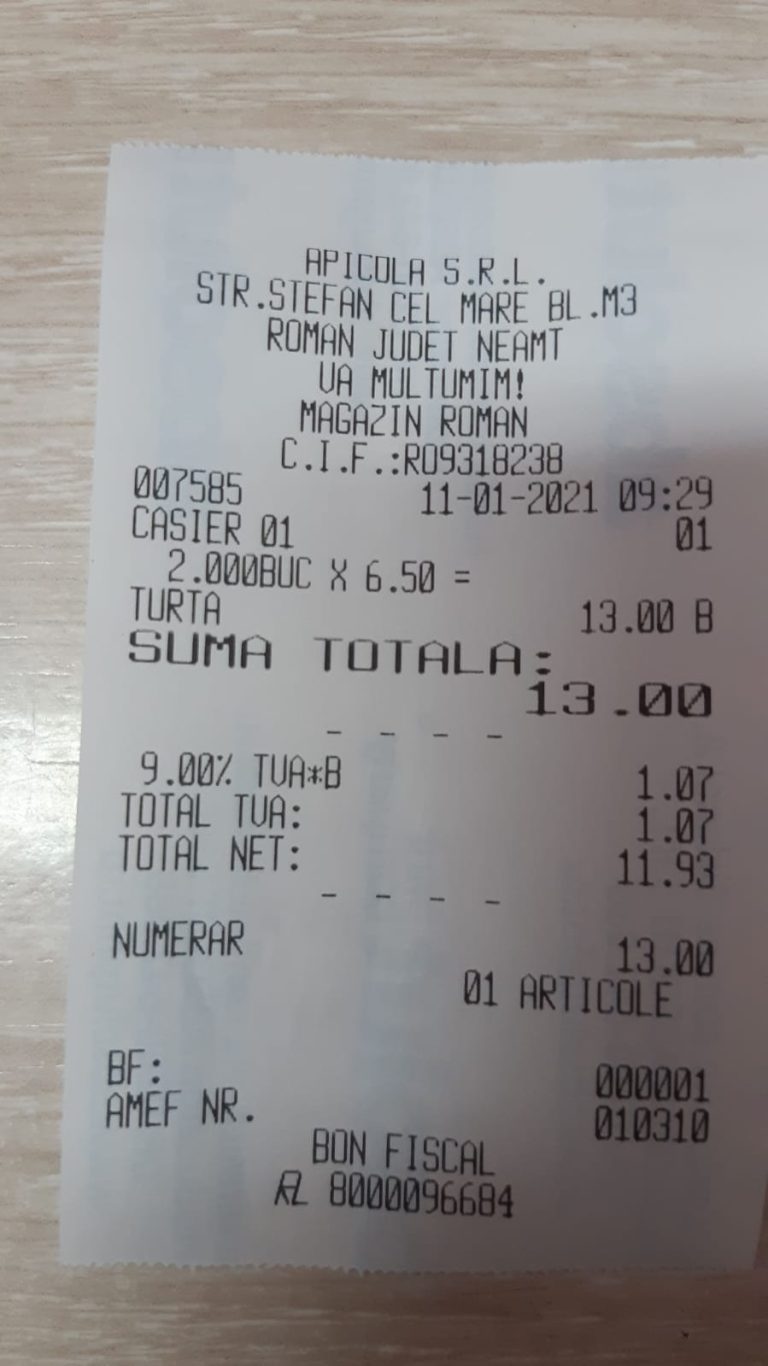 APICOLA S.R.L.
STR.STEFAN CEL MARE BL.M3
ROMAN JUDET NEAMT
VA MULTUMIM!
MAGAZIN ROMAN
C.I.F.:RO9318238
007585 11-01-2021 09:29
CASIER 01 01
2.000BUC X 6.50 =
TURTA 13.00 B
SUMA TOTALA:
13.00
- - - -
9.00% TVA*B 1.07
TOTAL TVA: 1.07
TOTAL NET: 11.93
- - - -
NUMERAR 13.00
01 ARTICOLE
BF: 000001
AMEF NR. 010310
BON FISCAL
8000096684